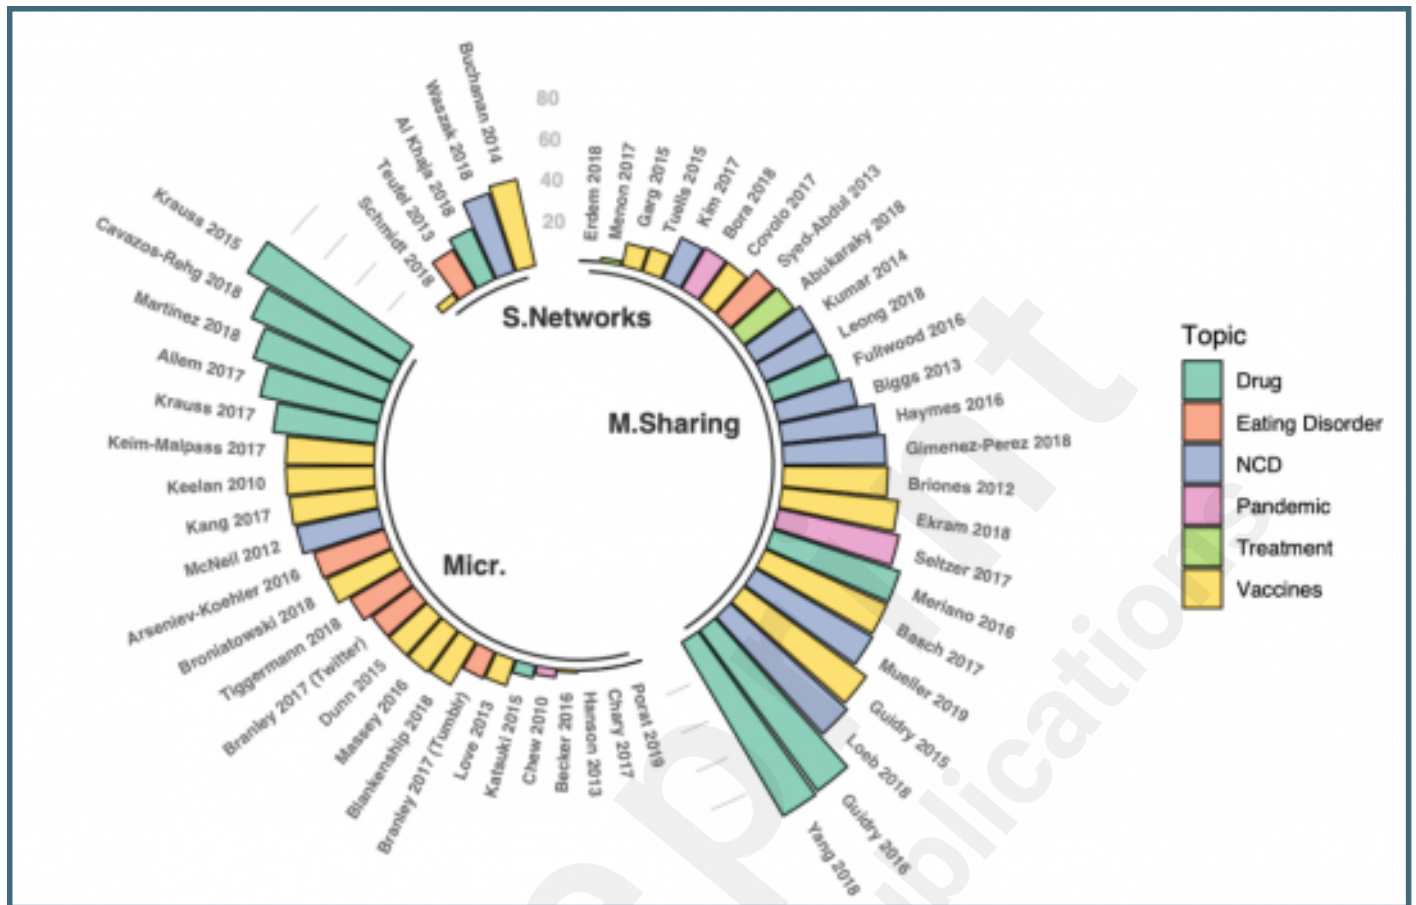 80
60
40
20
Erdem 2018
Menon 2017
Garg 2015
Tuells 2015
Kim 2017
Bora 2018
Covolo 2017
Syed-Abdul 2013
Abukaraky 2018
Kumar 2014
Leong 2018
Fullwood 2016
Biggs 2013
Haymes 2016
Gimenez-Perez 2018
Briones 2012
Ekram 2018
Seltzer 2017
Meriano 2016
Basch 2017
Mueller 2019
Guidry 2015
Loeb 2018
Guidry 2016
Yang 2018
Porat 2019
Chary 2017
Hanson 2013
Becker 2016
Chew 2010
Katsuki 2015
Love 2013
Branley 2017 (Tumblr)
Blankenship 2018
Massey 2016
Dunn 2015
Branley 2017 (Twitter)
Tiggermann 2018
Broniatowski 2018
Arseniev-Koehler 2016
McNeil 2012
Kang 2017
Keelan 2010
Keim-Malpass 2017
Krauss 2017
Allem 2017
Martinez 2018
Cavazos-Rehg 2018
Krauss 2015
Schmidt 2018
Teufel 2013
Al Khaja 2018
Waszak 2018
Buchanan 2014
S.Networks
M.Sharing
Micr.
Topic
Drug
Eating Disorder
NCD
Pandemic
Treatment
Vaccines